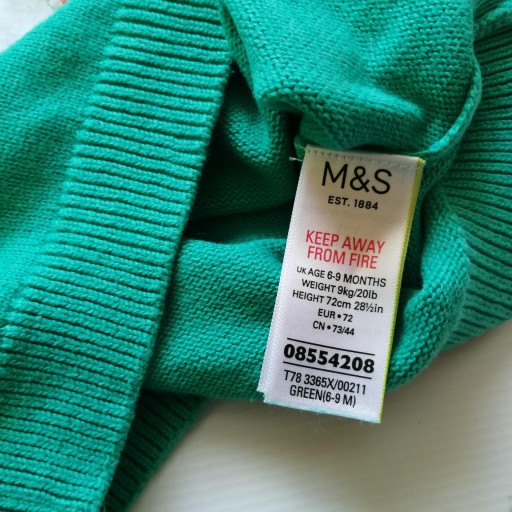 M&S
EST. 1884
KEEP AWAY
FROM FIRE
UK AGE 6-9 MONTHS
WEIGHT 9kg/20lb
HEIGHT 72cm 28½in
EUR • 72
CN • 73/44
08554208
T78 3365X/00211
GREEN(6-9 M)